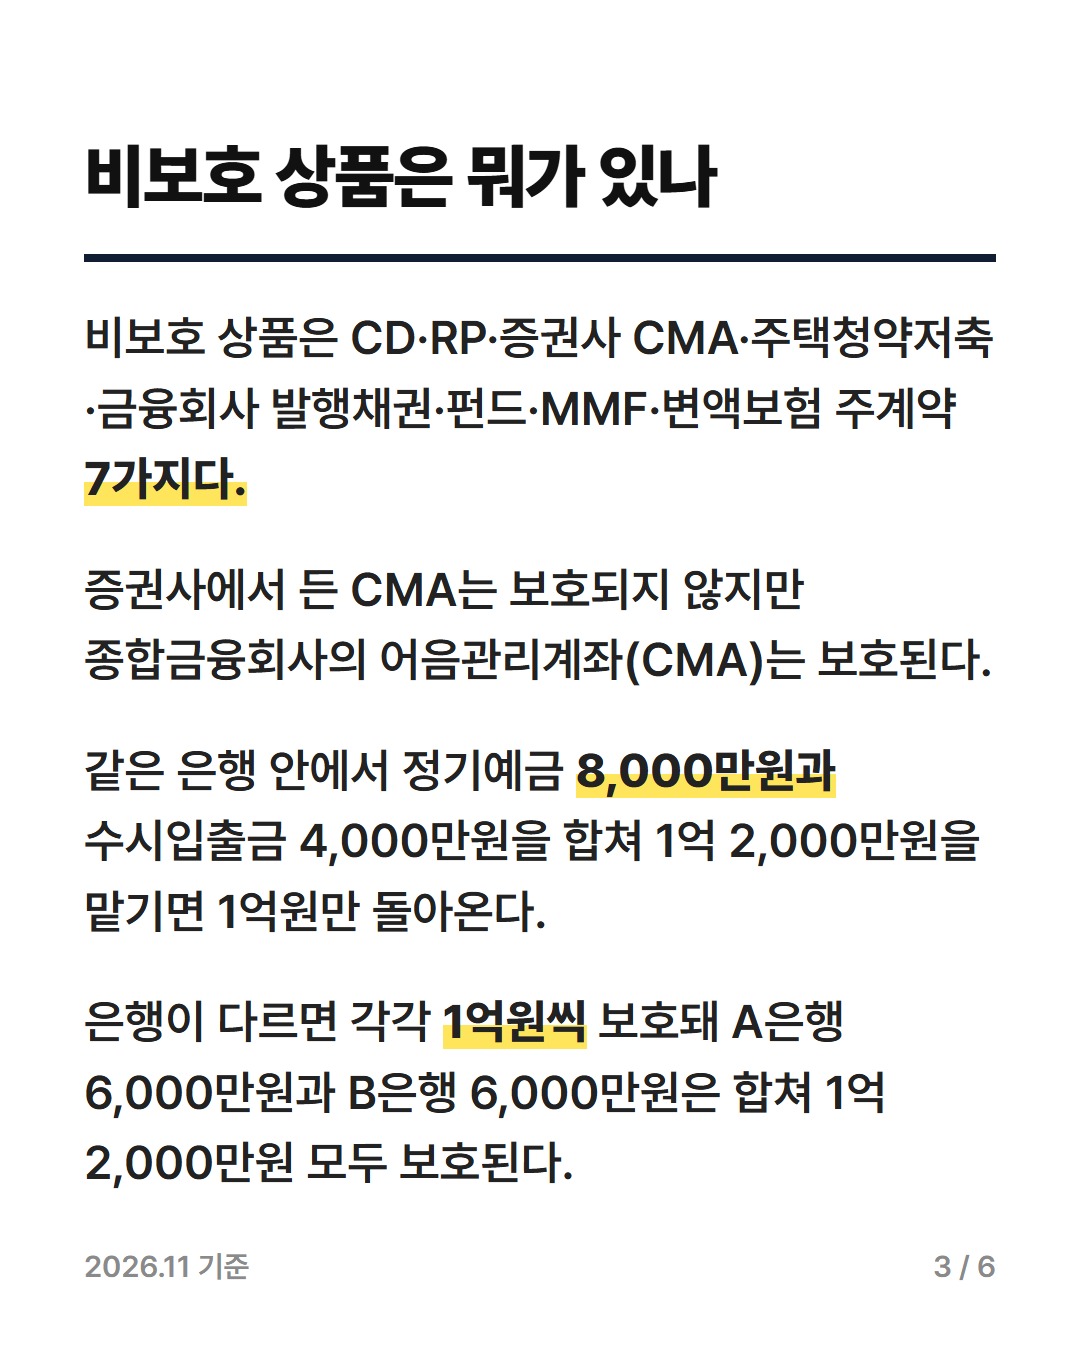 비보호 상품은 뭐가 있나
비보호 상품은 CD·RP·증권사 CMA·주택청약저축
·금융회사 발행채권·펀드·MMF·변액보험 주계약
7가지다.
증권사에서 든 CMA는 보호되지 않지만
종합금융회사의 어음관리계좌(CMA)는 보호된다.
같은 은행 안에서 정기예금 8,000만원과
수시입출금 4,000만원을 합쳐 1억 2,000만원을
맡기면 1억원만 돌아온다.
은행이 다르면 각각 1억원씩 보호돼 A은행
6,000만원과 B은행 6,000만원은 합쳐 1억
2,000만원 모두 보호된다.
2026.11 기준
3 / 6